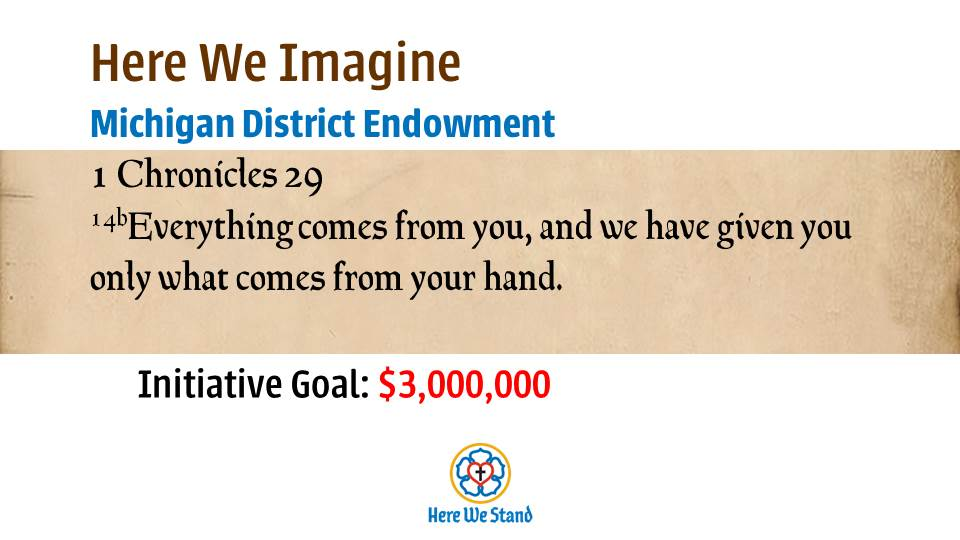 Here We Imagine
Michigan District Endowment
1 Chronicles 29
14bEverything comes from you, and we have given you
only what comes from your hand.
Initiative Goal: $3,000,000
Here We Stand